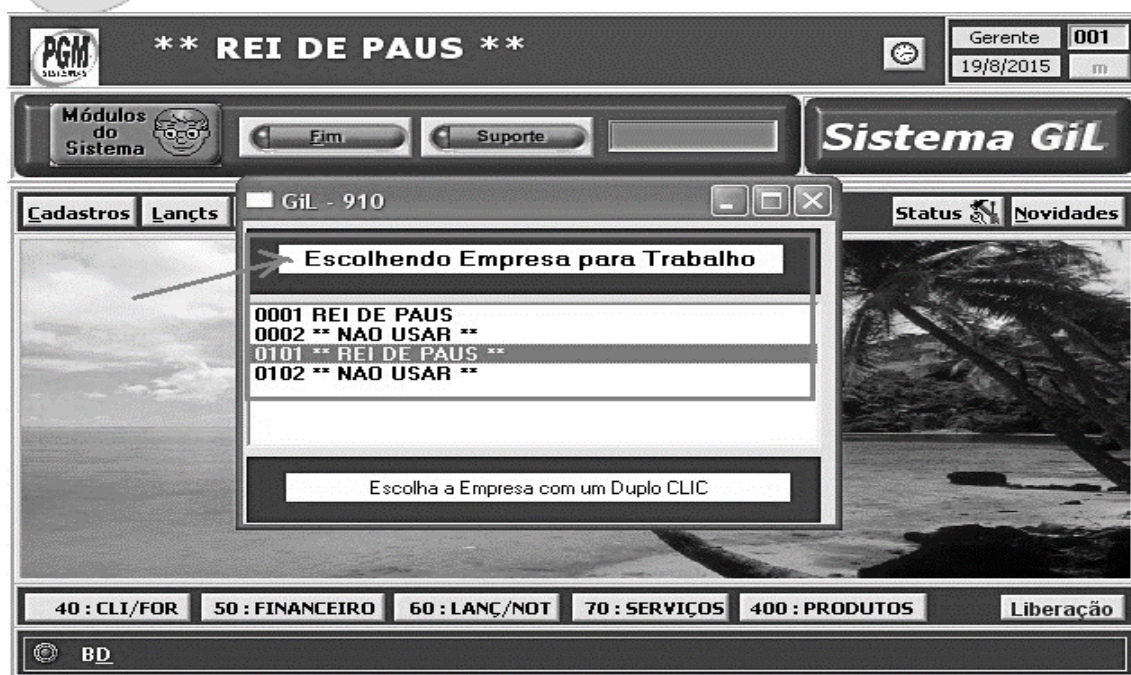 PGM
SISTEMAS
** REI DE PAUS **
Gerente 001
19/8/2015 m
Módulos
do
Sistema
Fim
Suporte
Sistema GiL
Cadastros Lançts
Status Novidades
GiL - 910
Escolhendo Empresa para Trabalho
0001 REI DE PAUS
0002 ** NAO USAR **
0101 ** REI DE PAUS **
0102 ** NAO USAR **
Escolha a Empresa com um Duplo CLIC
40 : CLI/FOR 50 : FINANCEIRO 60 : LANÇ/NOT 70 : SERVIÇOS 400 : PRODUTOS Liberação
BD